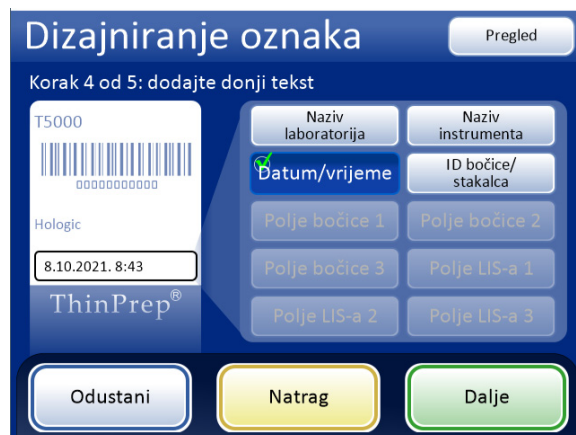 Dizajniranje oznaka
Pregled
Korak 4 od 5: dodajte donji tekst
T5000
00000000000
Hologic
8.10.2021. 8:43
ThinPrep®
Naziv
laboratorija
Naziv
instrumenta
Datum/vrijeme
ID bočice/
stakalca
Polje bočice 1
Polje bočice 2
Polje bočice 3
Polje LIS-a 1
Polje LIS-a 2
Polje LIS-a 3
Odustani
Natrag
Dalje